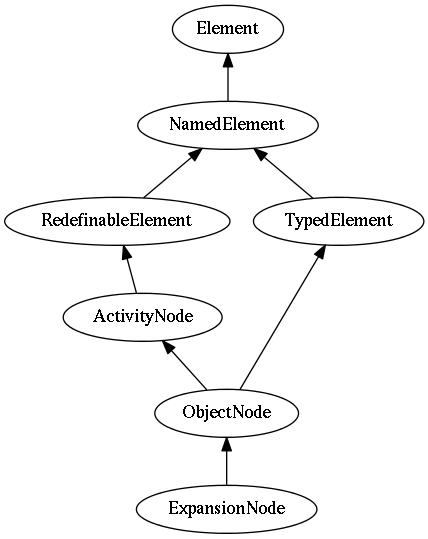 Element
NamedElement
RedefinableElement
TypedElement
ActivityNode
ObjectNode
ExpansionNode